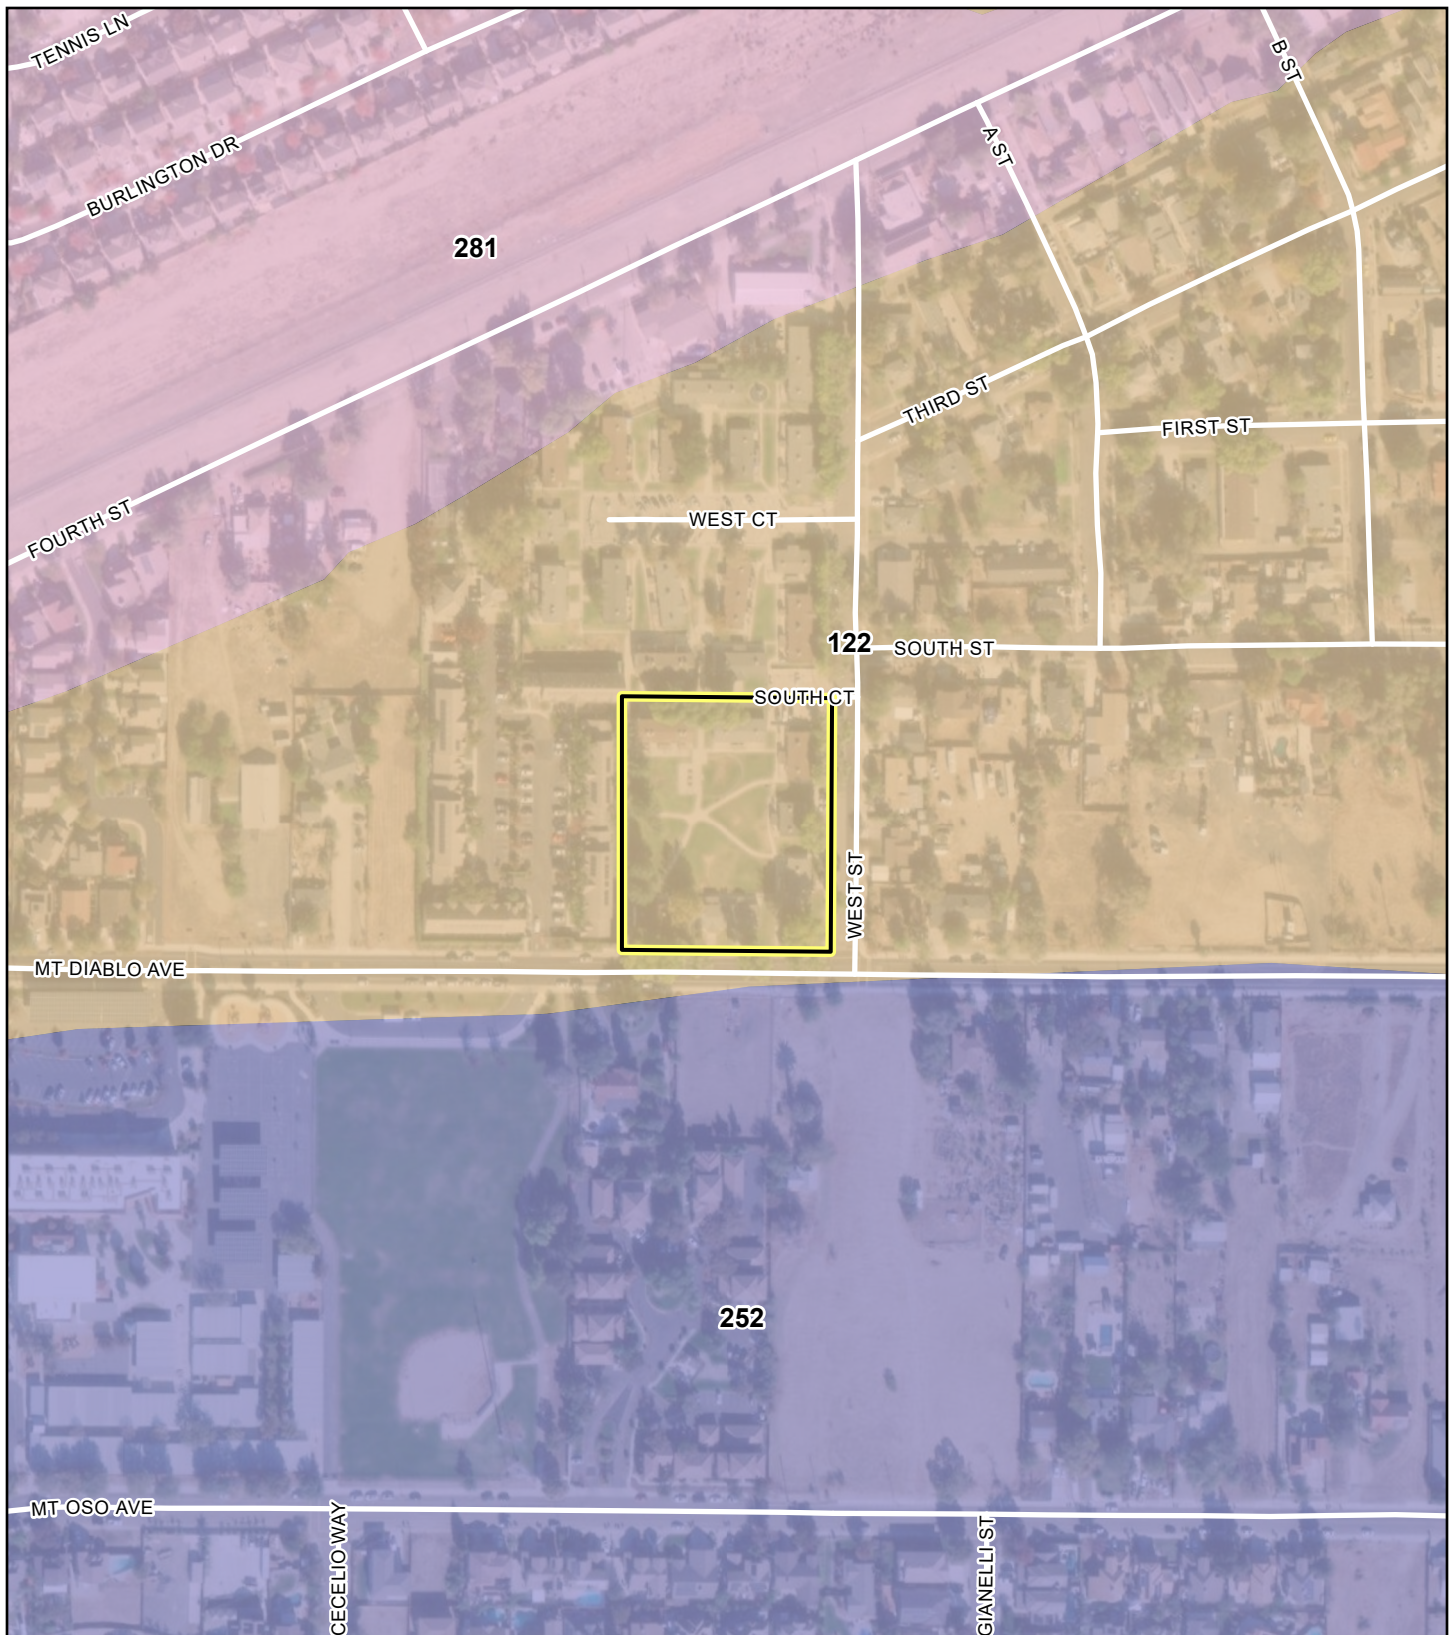 TENNIS LN
B ST
A ST
BURLINGTON DR
281
THIRD ST
FIRST ST
FOURTH ST
WEST CT
122
SOUTH ST
SOUTH CT
WEST ST
MT DIABLO AVE
252
MT OSO AVE
CECELIO WAY
GIANELLI ST